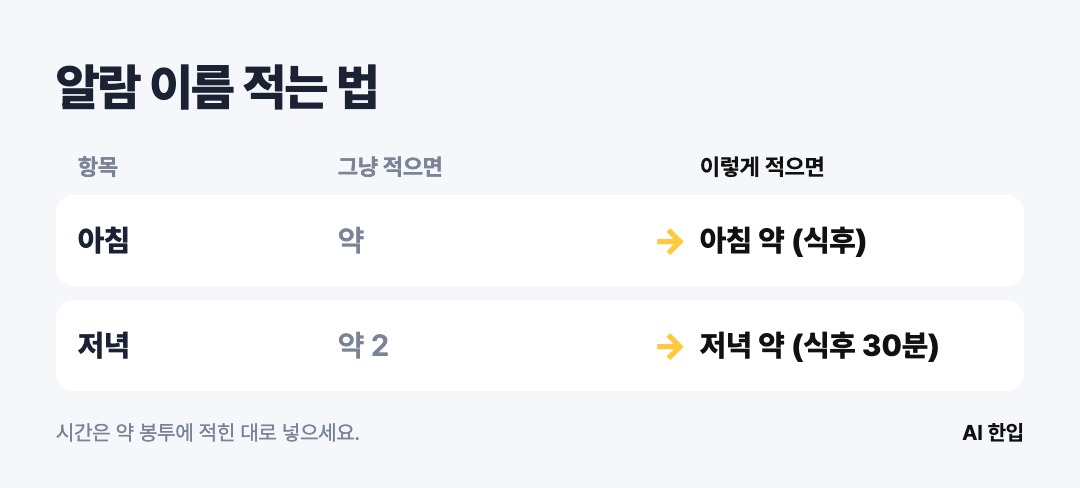 알람 이름 적는 법
항목 그냥 적으면 이렇게 적으면
아침 약 → 아침 약 (식후)
저녁 약 2 → 저녁 약 (식후 30분)
시간은 약 봉투에 적힌 대로 넣으세요. AI 한입